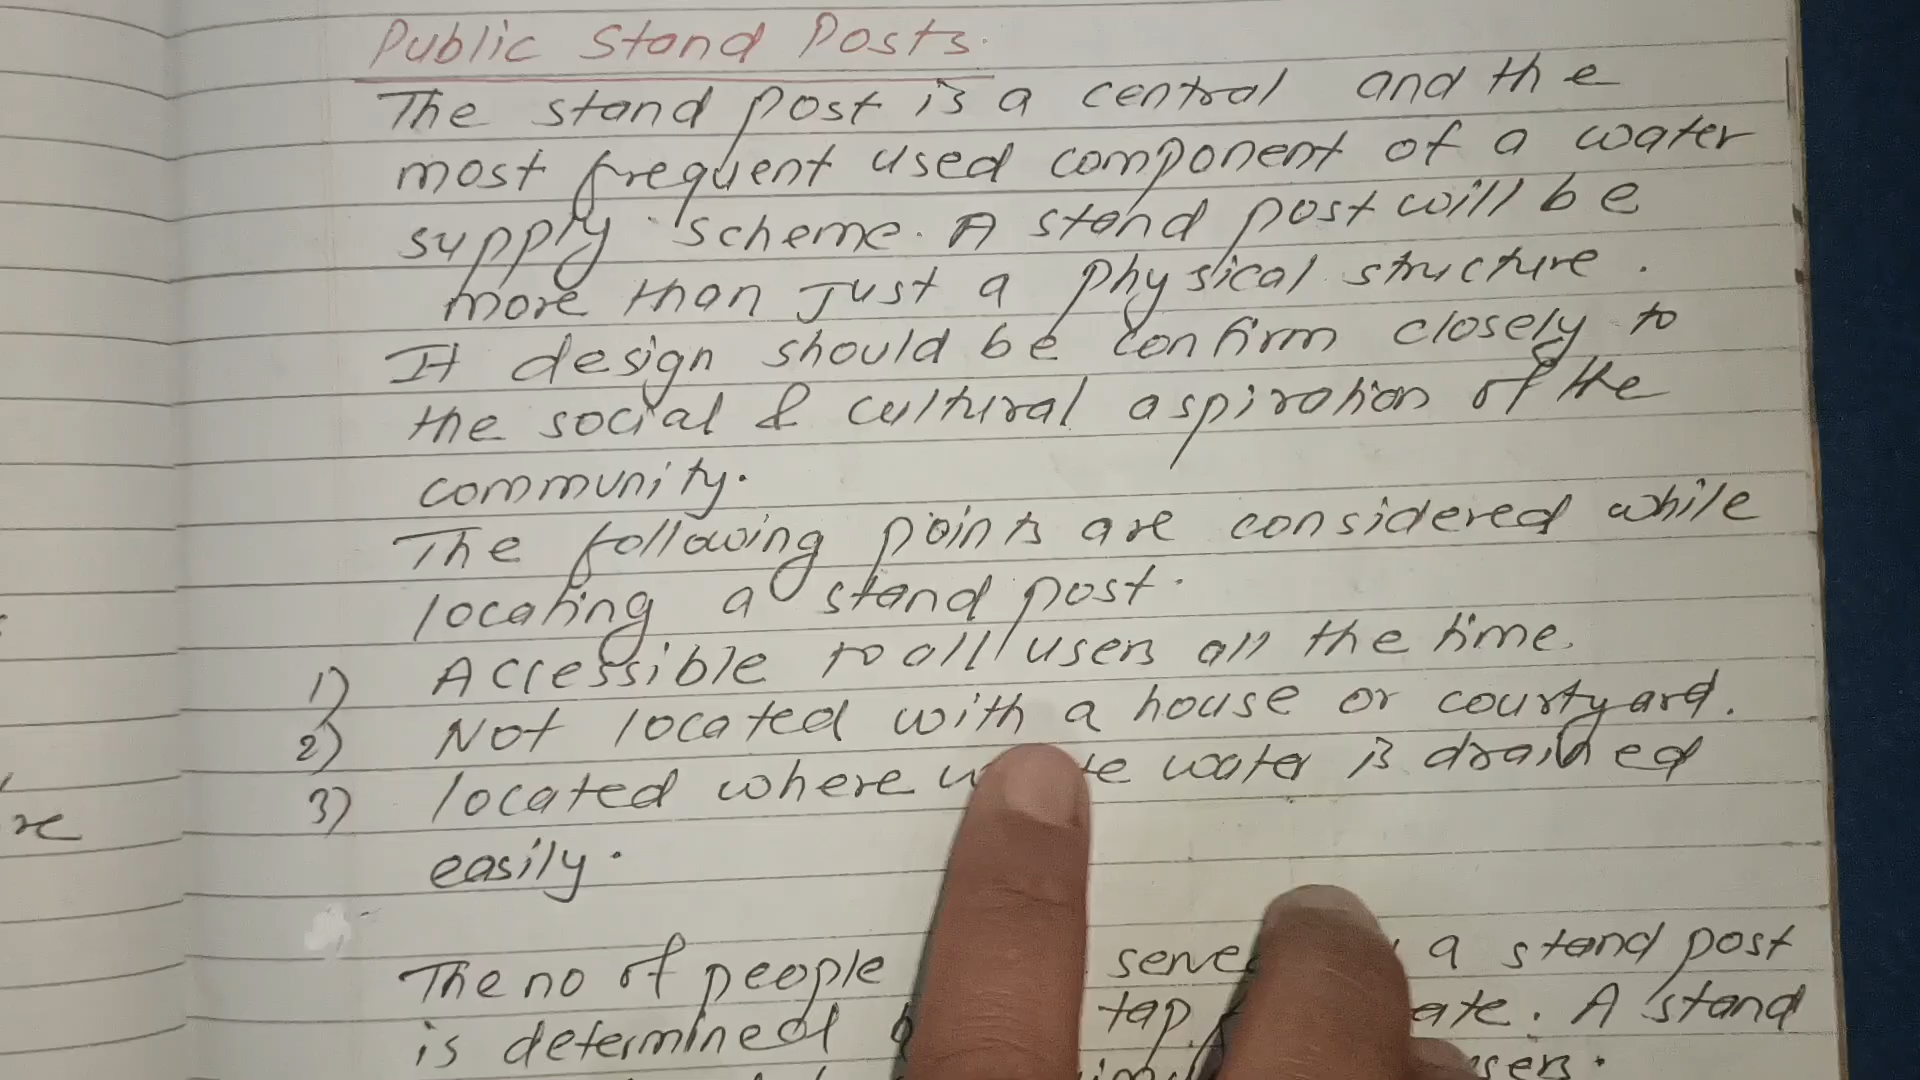 Public Stand Posts.
The stand post is a central and the
most frequent used component of a water
supply scheme. A stand post will be
more than just a physical structure.
It design should be confirm closely to
the social & cultural aspiration of the
community.
The following points are considered while
locating a stand post.
1) Accessible to all users all the time.
2) Not located with a house or courtyard.
3) located where water is drained
easily.
The no of people a stand post
is determined tap. A stand
re